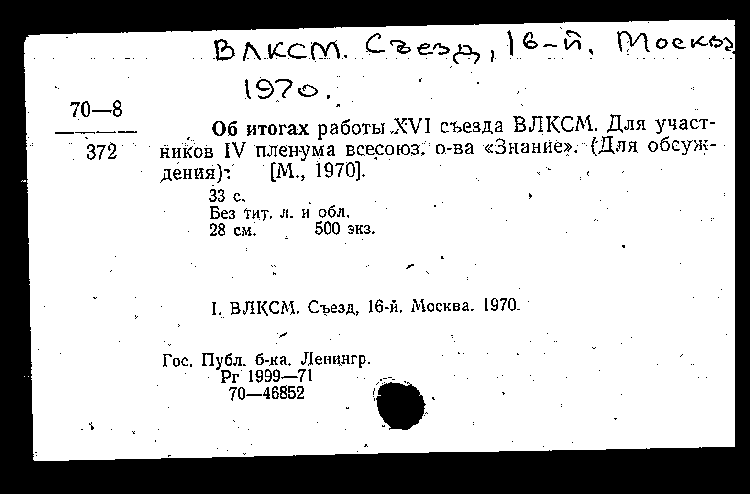 ВЛКСМ. Съезд, 16-й. Москва
1970.
70—8
372
Об итогах работы XVI съезда ВЛКСМ. Для участ-
ников IV пленума всесоюз. о-ва «Знание». (Для обсуж-
дения). [М., 1970].
33 с.
Без тит. л. и обл.
28 см. 500 экз.
I. ВЛКСМ. Съезд, 16-й. Москва. 1970.
Гос. Публ. б-ка. Ленингр.
Рг 1999—71
70—46852